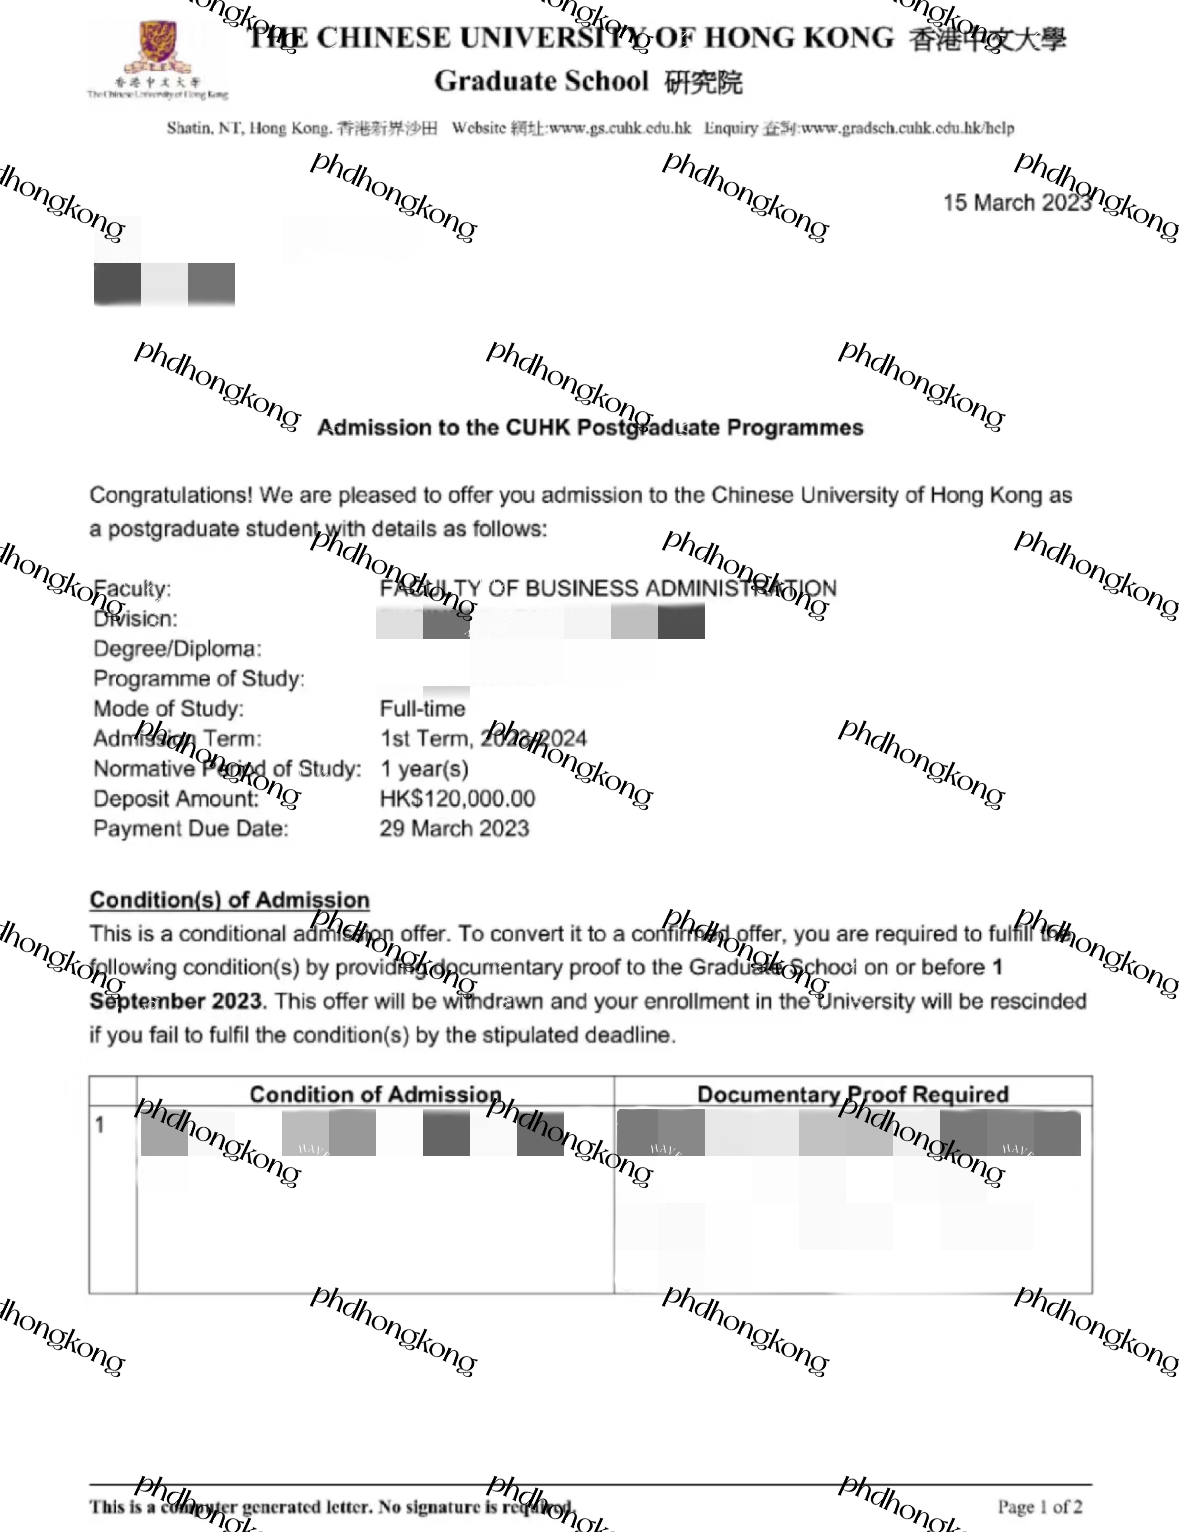 THE CHINESE UNIVERSITY OF HONG KONG 香港中文大學
Graduate School 研究院
香港中文大學
The Chinese University of Hong Kong
Shatin, NT, Hong Kong. 香港新界沙田 Website 網址:www.gs.cuhk.edu.hk Enquiry 查詢:www.gradsch.cuhk.edu.hk/help
phdhongkong
15 March 2023
Admission to the CUHK Postgraduate Programmes
Congratulations! We are pleased to offer you admission to the Chinese University of Hong Kong as
a postgraduate student with details as follows:
Faculty: FACULTY OF BUSINESS ADMINISTRATION
Division:
Degree/Diploma:
Programme of Study:
Mode of Study: Full-time
Admission Term: 1st Term, 2023-2024
Normative Period of Study: 1 year(s)
Deposit Amount: HK$120,000.00
Payment Due Date: 29 March 2023
Condition(s) of Admission
This is a conditional admission offer. To convert it to a confirmed offer, you are required to fulfill the
following condition(s) by providing documentary proof to the Graduate School on or before 1
September 2023. This offer will be withdrawn and your enrollment in the University will be rescinded
if you fail to fulfil the condition(s) by the stipulated deadline.
Condition of Admission Documentary Proof Required
1
This is a computer generated letter. No signature is required.
Page 1 of 2